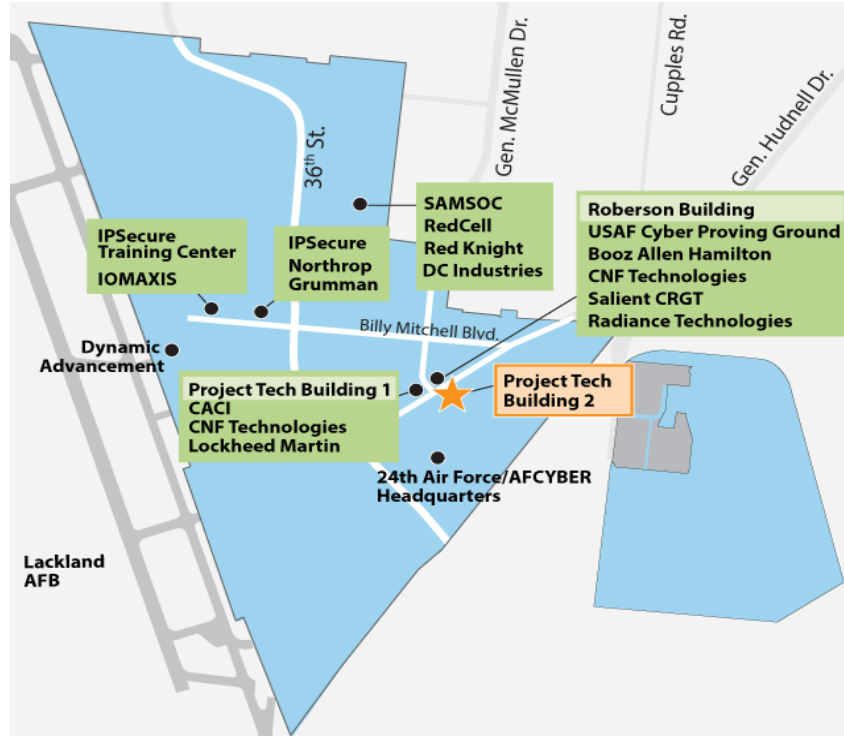 36th St.
Gen. McMullen Dr.
Cupples Rd.
Gen. Hudnell Dr.
SAMSOC
RedCell
Red Knight
DC Industries
Roberson Building
USAF Cyber Proving Ground
Booz Allen Hamilton
CNF Technologies
Salient CRGT
Radiance Technologies
IPSecure
Training Center
IOMAXIS
IPSecure
Northrop
Grumman
Billy Mitchell Blvd.
Dynamic
Advancement
Project Tech Building 1
CACI
CNF Technologies
Lockheed Martin
Project Tech
Building 2
24th Air Force/AFCYBER
Headquarters
Lackland
AFB